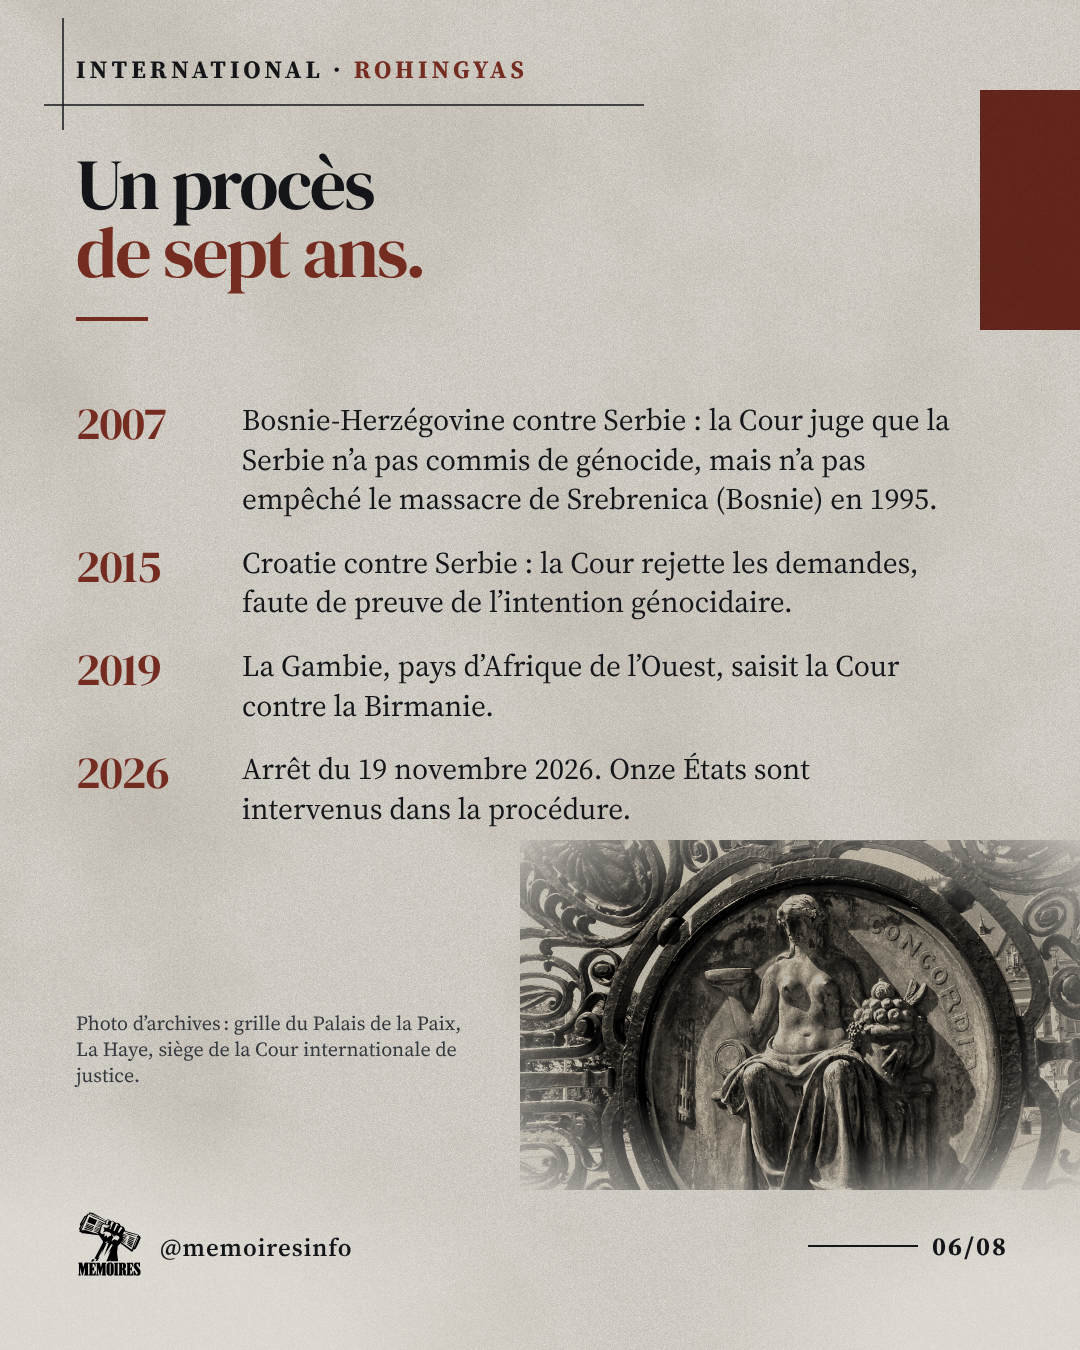 INTERNATIONAL · ROHINGYAS
Un procès
de sept ans.
2007
Bosnie-Herzégovine contre Serbie : la Cour juge que la
Serbie n’a pas commis de génocide, mais n’a pas
empêché le massacre de Srebrenica (Bosnie) en 1995.
2015
Croatie contre Serbie : la Cour rejette les demandes,
faute de preuve de l’intention génocidaire.
2019
La Gambie, pays d’Afrique de l’Ouest, saisit la Cour
contre la Birmanie.
2026
Arrêt du 19 novembre 2026. Onze États sont
intervenus dans la procédure.
CONCORDIA
Photo d’archives : grille du Palais de la Paix,
La Haye, siège de la Cour internationale de
justice.
MÉMOIRES
@memoiresinfo
06/08